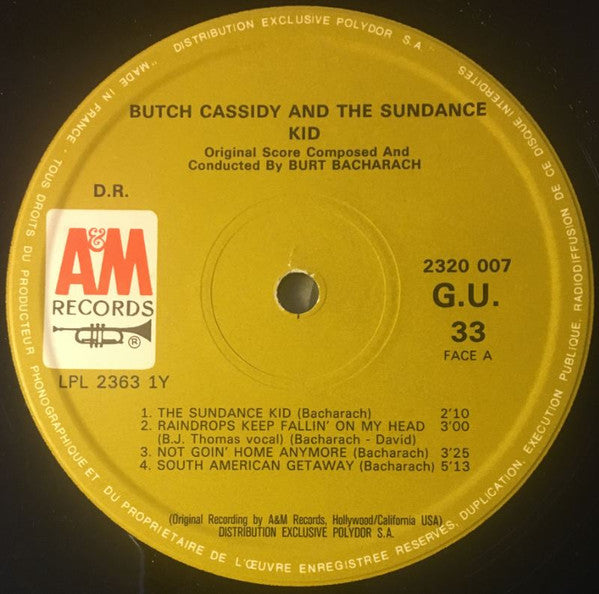 DISTRIBUTION EXCLUSIVE POLYDOR S.A.
"MADE IN FRANCE" - TOUS DROITS DU PRODUCTEUR PHONOGRAPHIQUE ET DU PROPRIETAIRE DE L'ŒUVRE ENREGISTREE RESERVES, DUPLICATION, EXECUTION PUBLIQUE, RADIODIFFUSION DE CE DISQUE INTERDITES
BUTCH CASSIDY AND THE SUNDANCE
KID
Original Score Composed And
Conducted By BURT BACHARACH
D.R.
A&M
RECORDS
®
LPL 2363 1Y
2320 007
G.U.
33
FACE A
1. THE SUNDANCE KID (Bacharach) 2'10
2. RAINDROPS KEEP FALLIN' ON MY HEAD 3'00
(B.J. Thomas vocal) (Bacharach - David)
3. NOT GOIN' HOME ANYMORE (Bacharach) 3'25
4. SOUTH AMERICAN GETAWAY (Bacharach) 5'13
(Original Recording by A&M Records, Hollywood/California USA)
DISTRIBUTION EXCLUSIVE POLYDOR S.A.